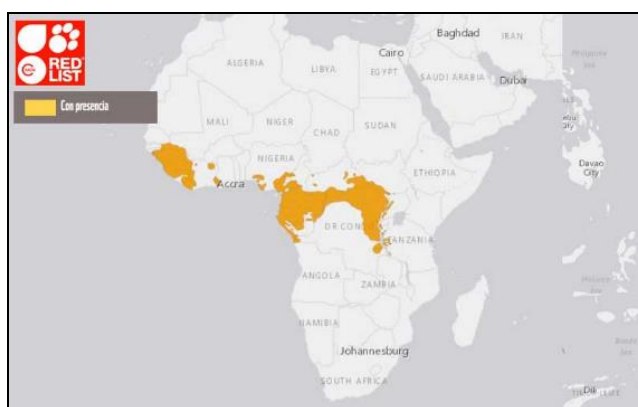 RED
LIST
Con presencia
Cairo
Baghdad
IRAN
ALGERIA
LIBYA
EGYPT
SAUDI ARABIA
Dubai
MALI
NIGER
CHAD
SUDAN
NIGERIA
ETHIOPIA
Accra
Davao
City
DR CONGO
TANZANIA
ANGOLA
ZAMBIA
NAMIBIA
Johannesburg
SOUTH AFRICA
Dili